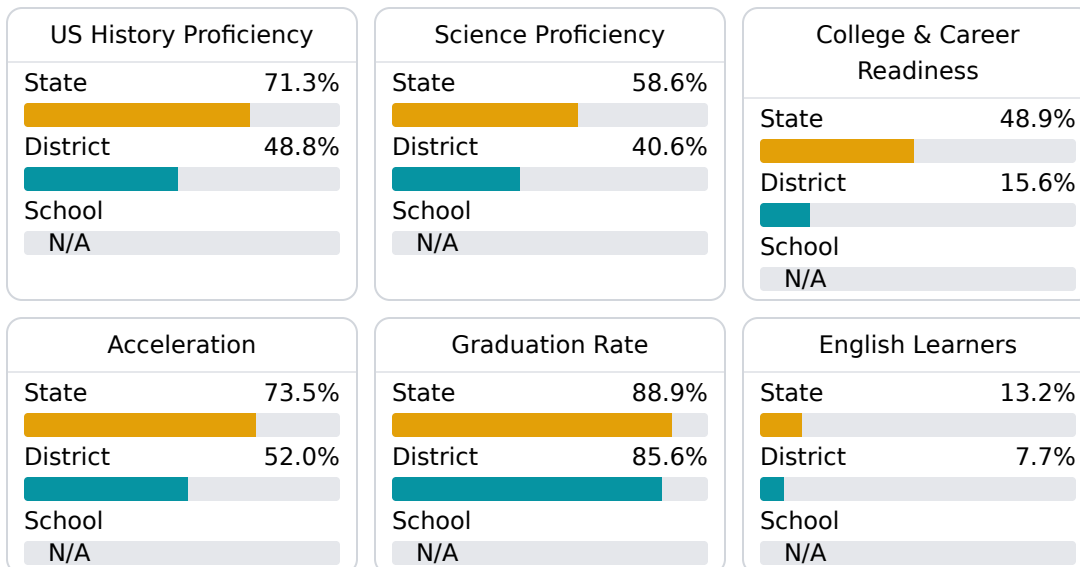 US History Proficiency
State 71.3%
District 48.8%
School
N/A
Science Proficiency
State 58.6%
District 40.6%
School
N/A
College & Career
Readiness
State 48.9%
District 15.6%
School
N/A
Acceleration
State 73.5%
District 52.0%
School
N/A
Graduation Rate
State 88.9%
District 85.6%
School
N/A
English Learners
State 13.2%
District 7.7%
School
N/A